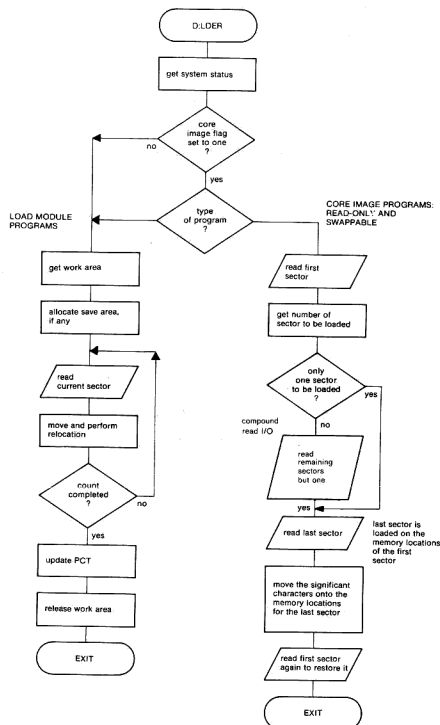 D:LDER
get system status
core
image flag
set to one
?
no
yes
type
of program
?
LOAD MODULE
PROGRAMS
CORE IMAGE PROGRAMS:
READ-ONLY AND
SWAPPABLE
get work area
allocate save area,
if any
read
current sector
move and perform
relocation
count
completed
?
no
yes
update PCT
release work area
EXIT
read first
sector
get number of
sector to be loaded
only
one sector
to be loaded
?
yes
no
compound
read I/O
read
remaining
sectors
but one
yes
read last sector
last sector is
loaded on the
memory locations
of the first
sector
move the significant
characters onto the
memory locations
for the last sector
read first sector
again to restore it
EXIT